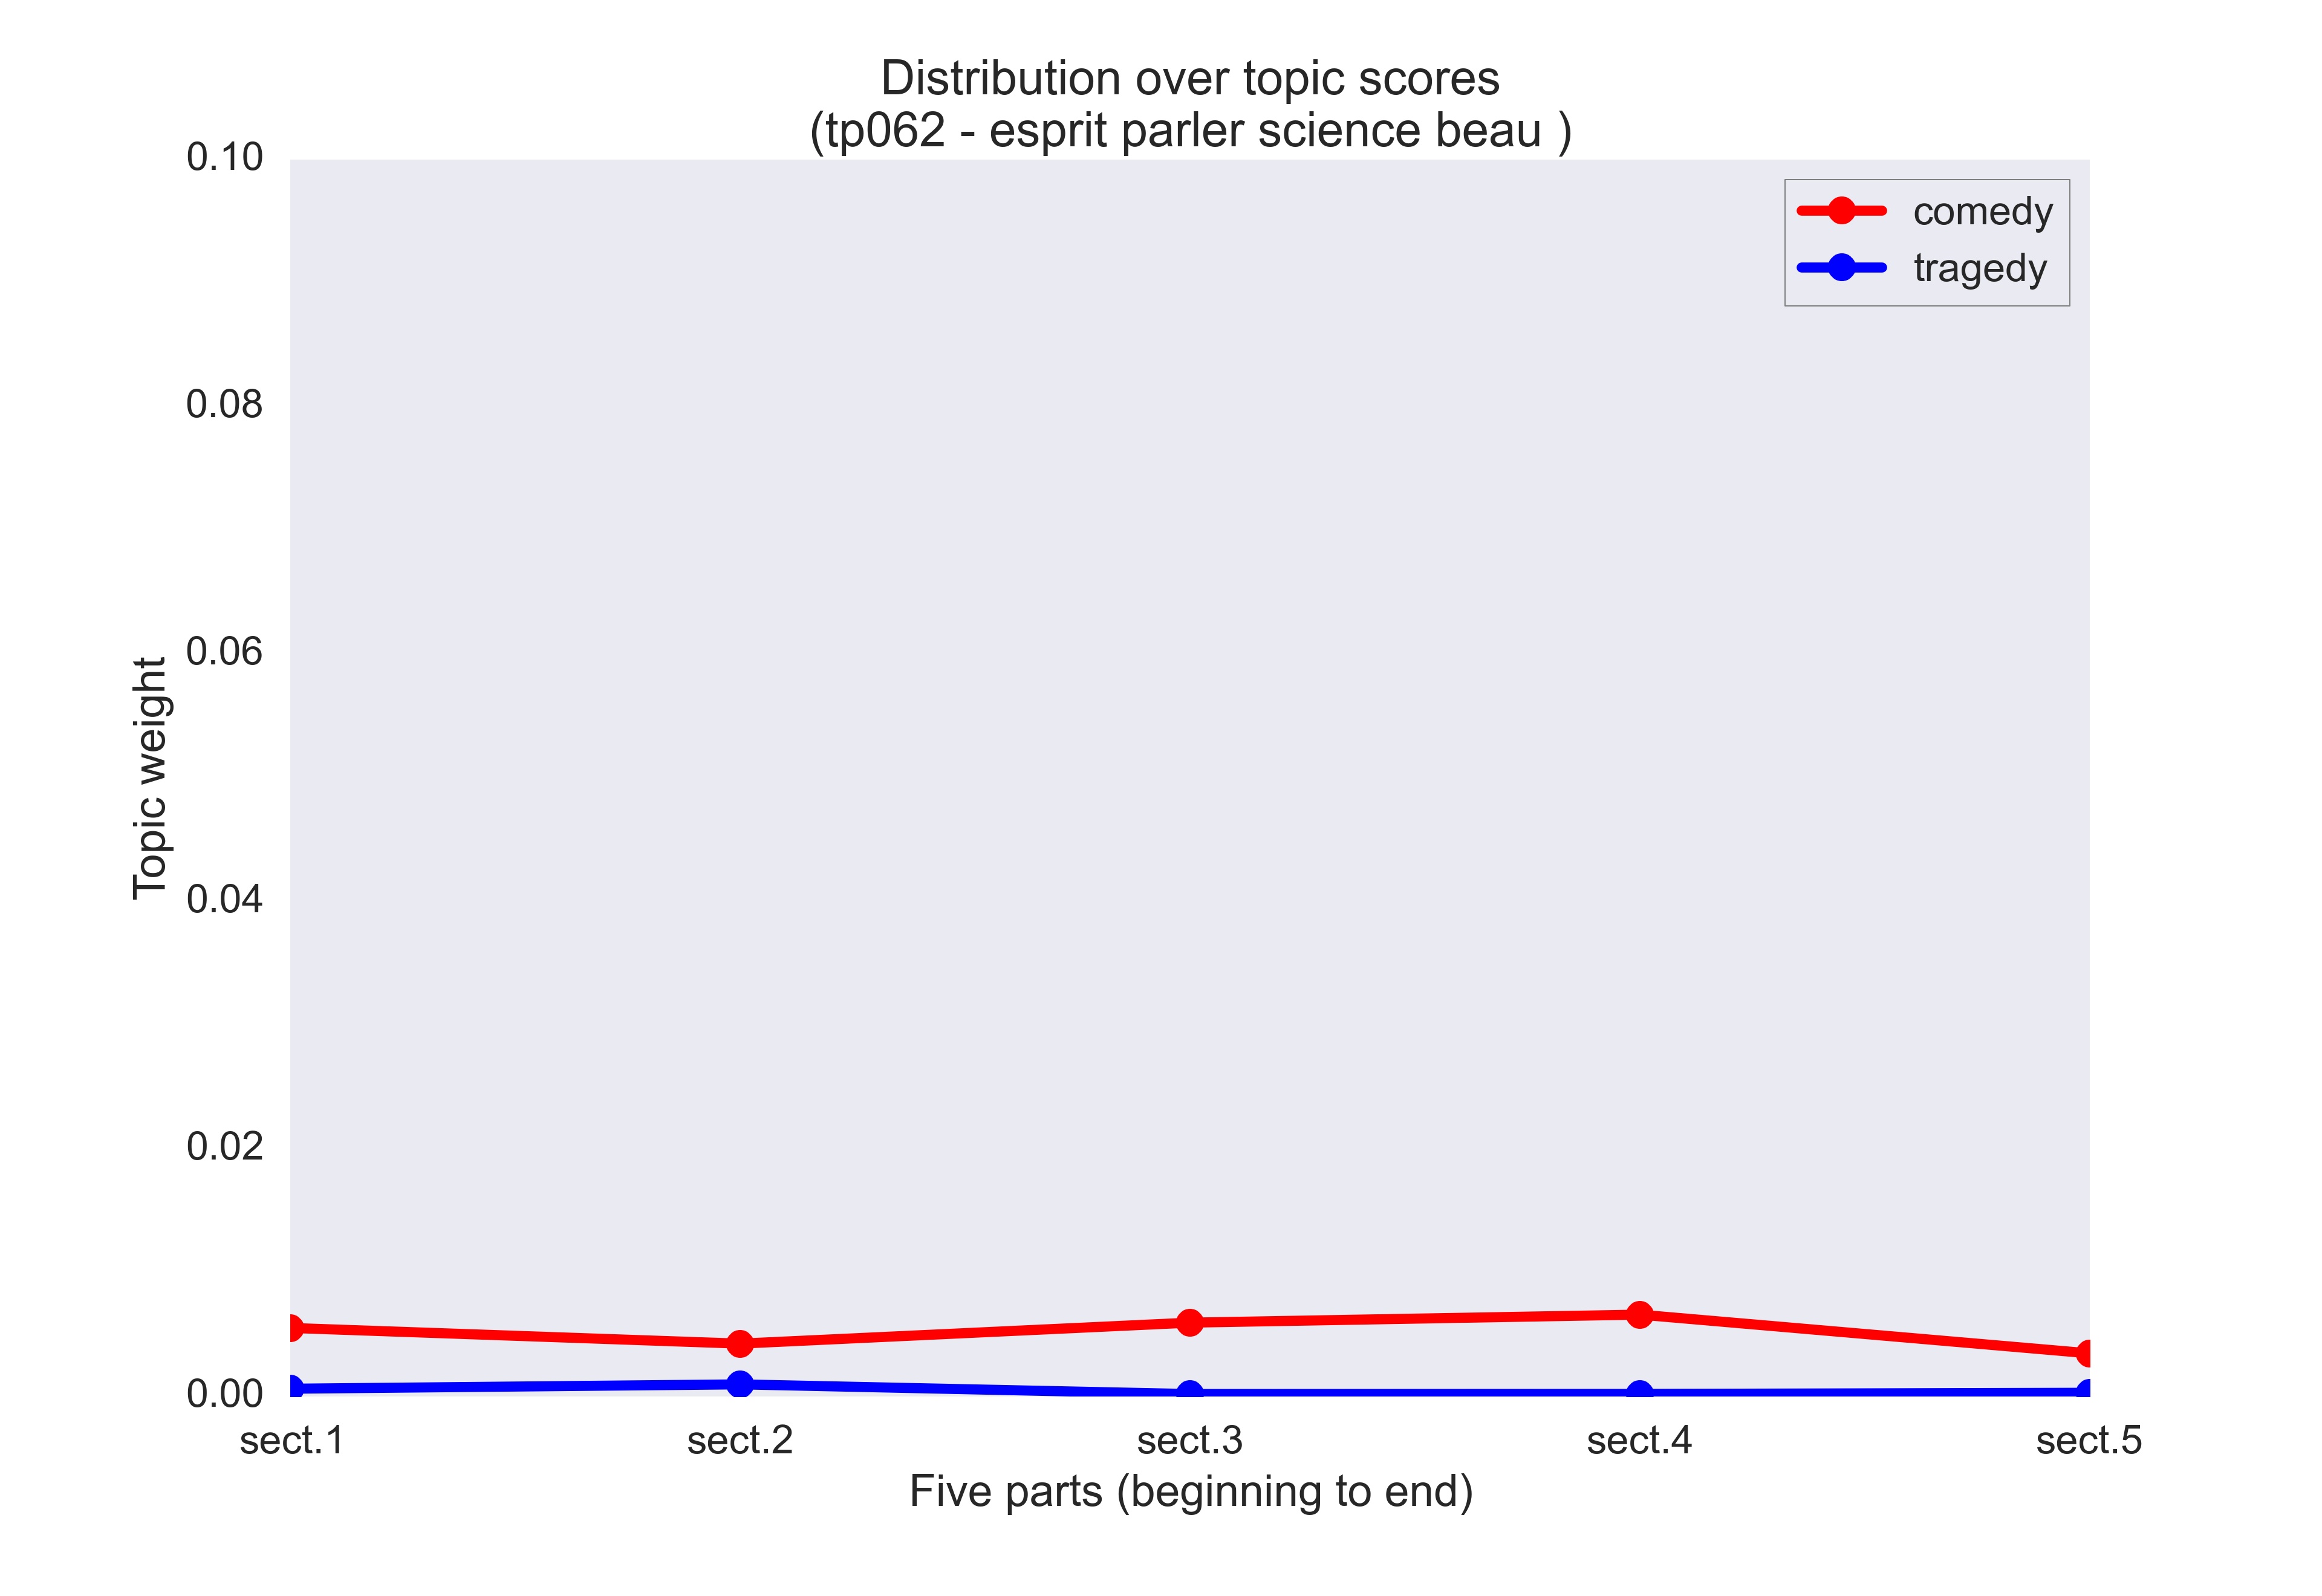 Distribution over topic scores
(tp062 - esprit parler science beau )
0.10
0.08
0.06
0.04
0.02
0.00
Topic weight
comedy
tragedy
sect.1 sect.2 sect.3 sect.4 sect.5
Five parts (beginning to end)